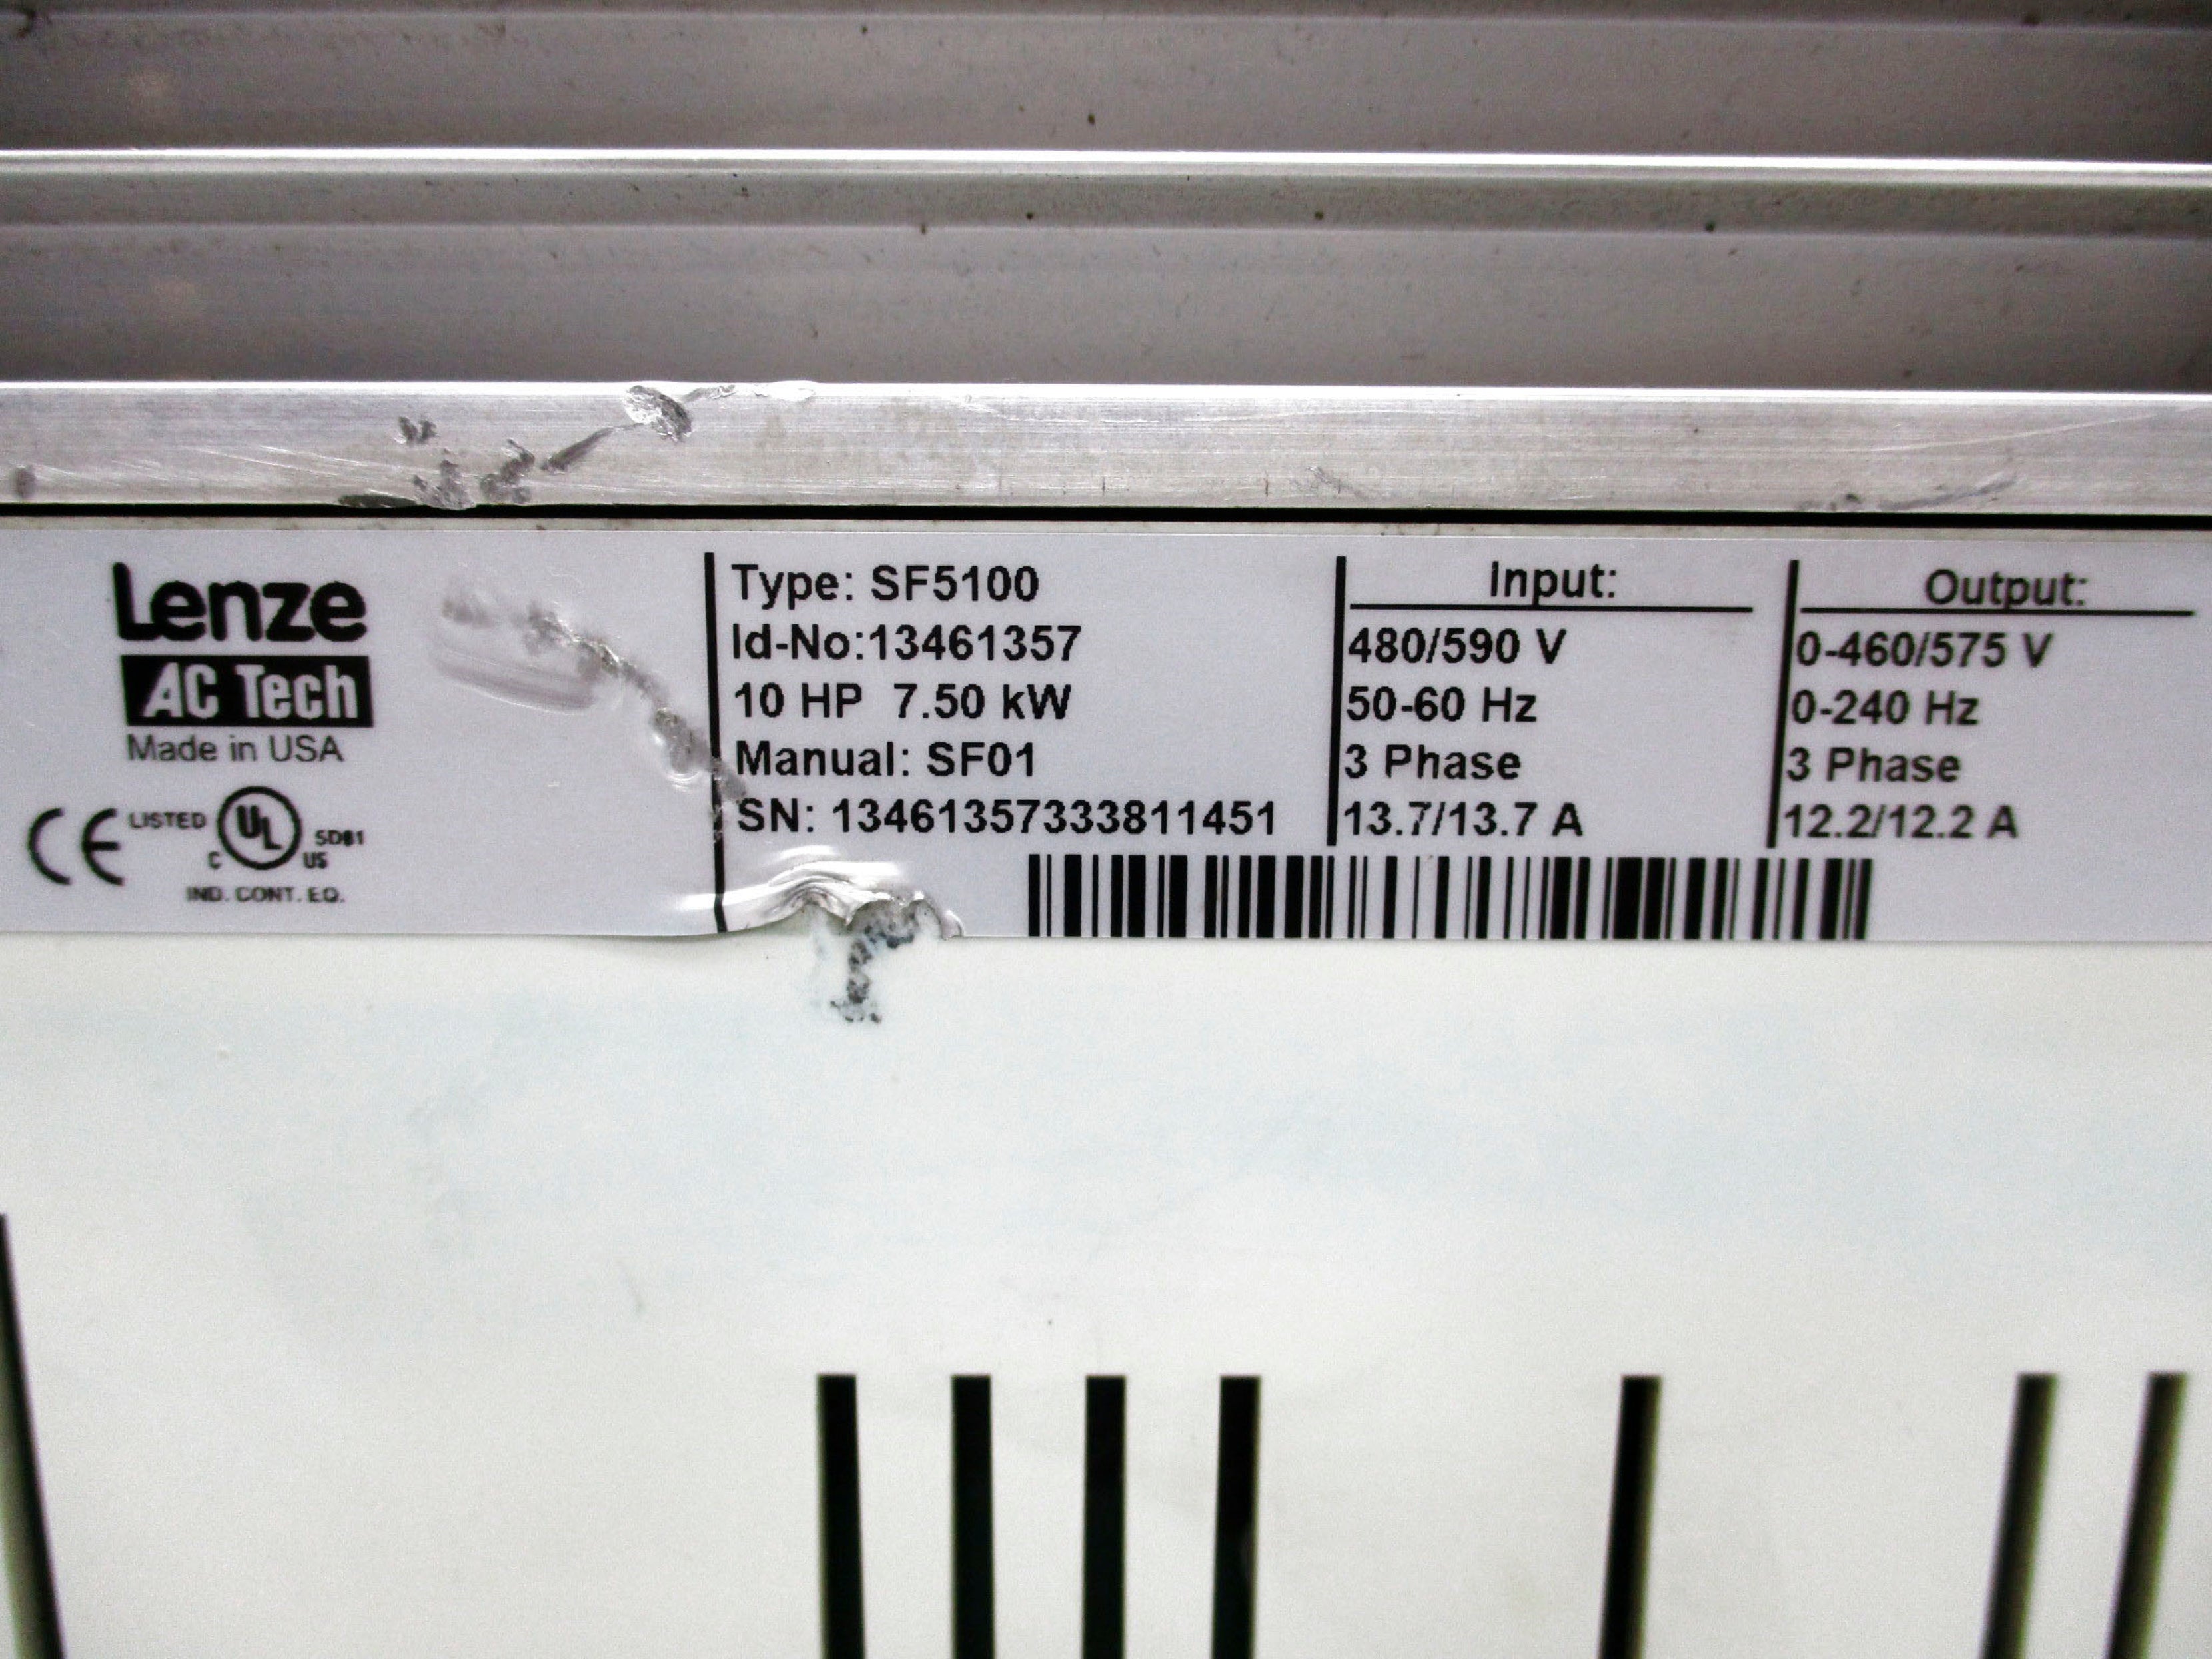 Lenze
AC Tech
Made in USA
CE LISTED UL 5D81
C US
IND. CONT. EQ.
Type: SF5100
Id-No:13461357
10 HP 7.50 kW
Manual: SF01
SN: 13461357333811451
Input:
480/590 V
50-60 Hz
3 Phase
13.7/13.7 A
Output:
0-460/575 V
0-240 Hz
3 Phase
12.2/12.2 A